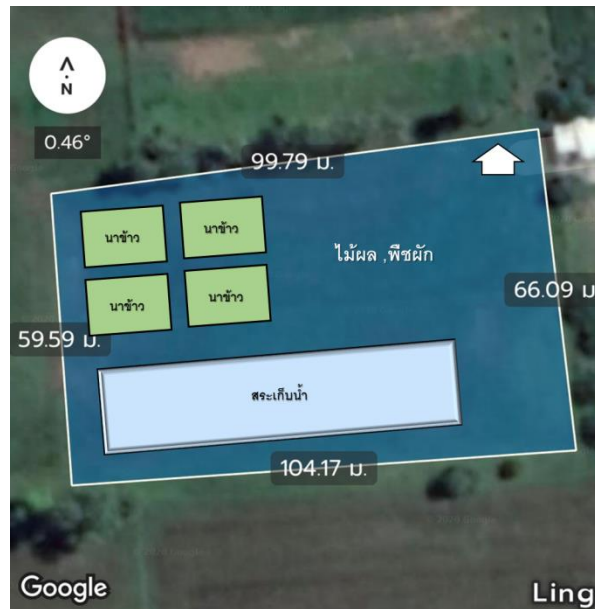 N
0.46°
99.79 ม.
นาข้าว
นาข้าว
ไม้ผล ,พืชผัก
นาข้าว
นาข้าว
66.09 ม
59.59 ม.
สระเก็บน้ำ
104.17 ม.
Google
Ling